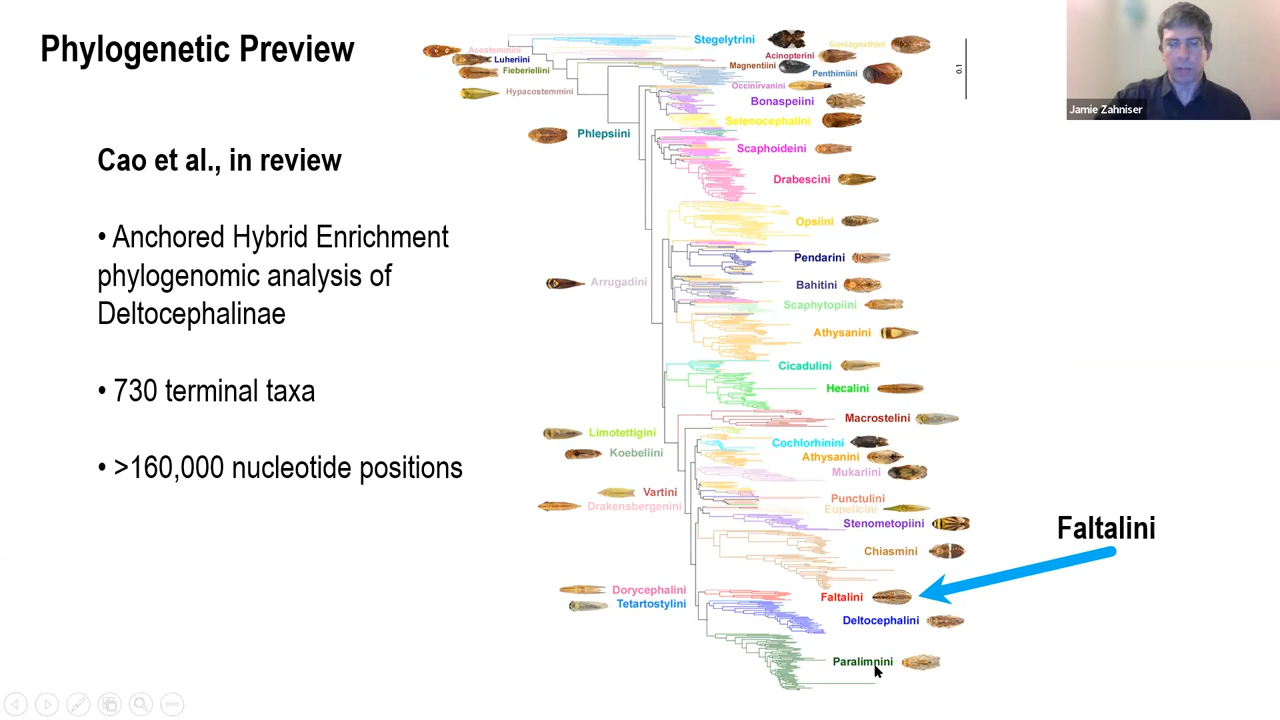 Phylogenetic Preview
Cao et al., in review
• Anchored Hybrid Enrichment
phylogenomic analysis of
Deltocephalinae
• 730 terminal taxa
• >160,000 nucleotide positions
Acostemmini
Luheriini
Fieberiellini
Hypacostemmini
Phlepsiini
Arrugadini
Limotettigini
Koebeliini
Vartini
Drakensbergenini
Dorycephalini
Tetartostylini
Stegelytrini
Acinopterini
Goniagnathini
Magnentiini
Penthimiini
Occinirvanini
Bonaspeiini
Selenocephalini
Scaphoideini
Drabescini
Opsiini
Pendarini
Bahitini
Scaphytopiini
Athysanini
Cicadulini
Hecalini
Macrostelini
Cochlorhinini
Athysanini
Mukariini
Punctulini
Eupelicini
Stenometopiini
Chiasmini
Faltalini
Deltocephalini
Paralimnini
0.1
Faltalini
Jamie Zahniser